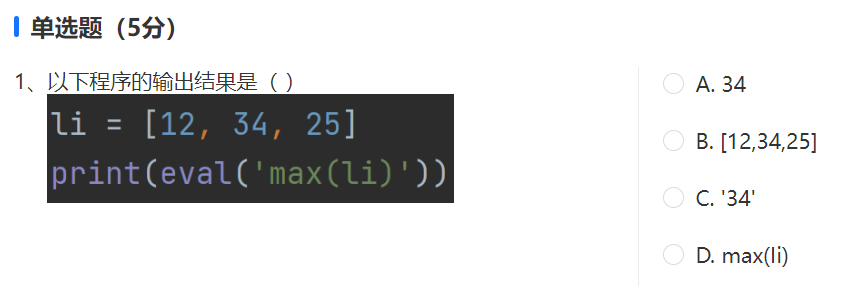 单选题（5分）
1、以下程序的输出结果是（ ）
li = [12, 34, 25]
print(eval('max(li)'))
A. 34
B. [12,34,25]
C. '34'
D. max(li)